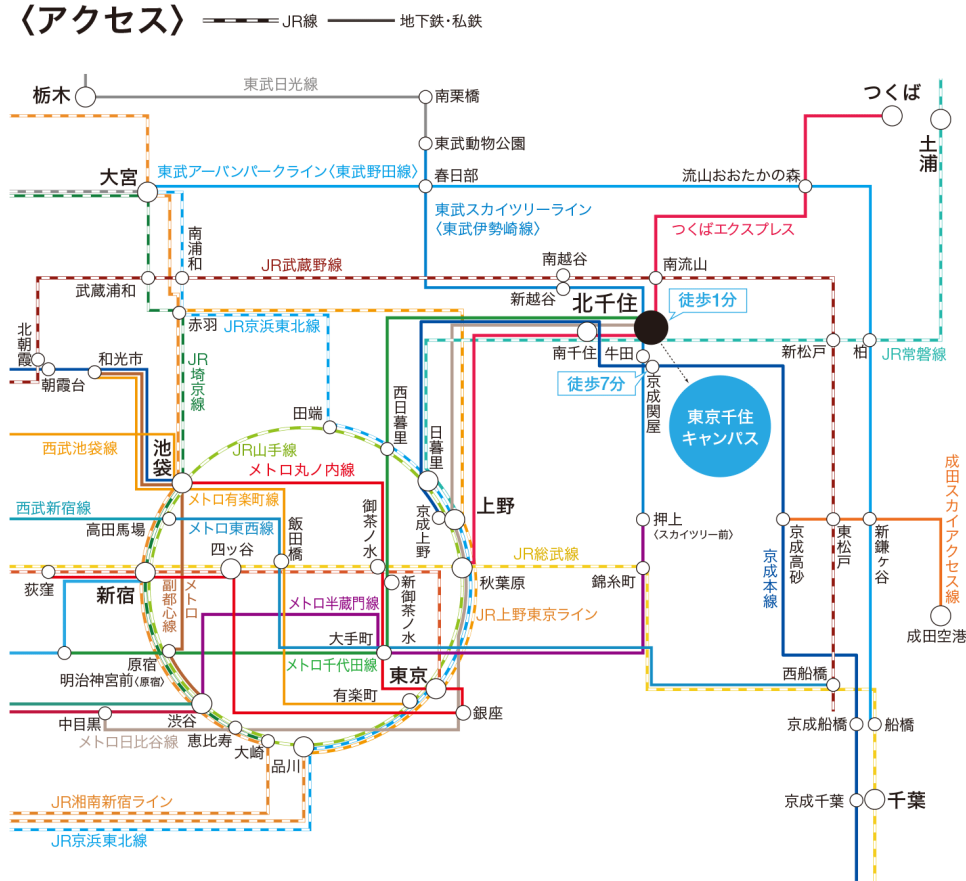 〈アクセス〉
JR線
地下鉄・私鉄
東武日光線
栃木
南栗橋
つくば
東武動物公園
土浦
大宮
東武アーバンパークライン〈東武野田線〉
春日部
流山おおたかの森
東武スカイツリーライン
〈東武伊勢崎線〉
つくばエクスプレス
南浦和
JR武蔵野線
南越谷
南流山
武蔵浦和
新越谷
北千住
徒歩1分
赤羽
JR京浜東北線
北朝霞
和光市
JR埼京線
南千住
牛田
新松戸
柏
JR常磐線
朝霞台
徒歩7分
京成関屋
西日暮里
田端
東京千住
キャンパス
日暮里
西武池袋線
池袋
JR山手線
メトロ丸ノ内線
成田スカイアクセス線
メトロ有楽町線
西武新宿線
高田馬場
メトロ東西線
飯田橋
御茶ノ水
京成上野
上野
押上
〈スカイツリー前〉
京成高砂
東松戸
新鎌ヶ谷
四ッ谷
JR総武線
荻窪
新宿
メトロ
副都心線
新御茶ノ水
秋葉原
錦糸町
京成本線
メトロ半蔵門線
JR上野東京ライン
成田空港
大手町
原宿
メトロ千代田線
明治神宮前〈原宿〉
東京
西船橋
有楽町
中目黒
渋谷
銀座
京成船橋
船橋
メトロ日比谷線
恵比寿
大崎
品川
JR湘南新宿ライン
京成千葉
千葉
JR京浜東北線